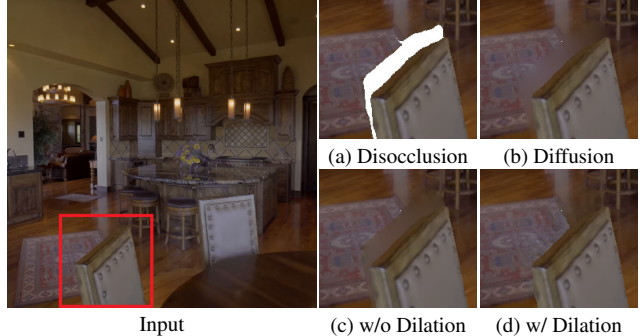 (a) Disocclusion
(b) Diffusion
Input
(c) w/o Dilation
(d) w/ Dilation